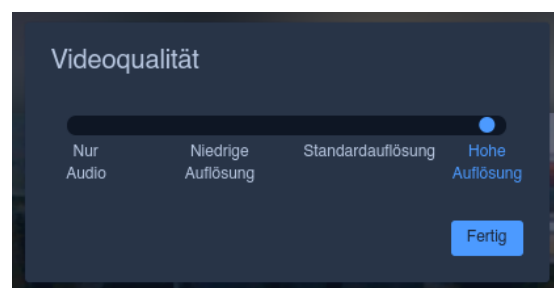 Videoqualität
Nur Audio
Niedrige Auflösung
Standardauflösung
Hohe Auflösung
Fertig